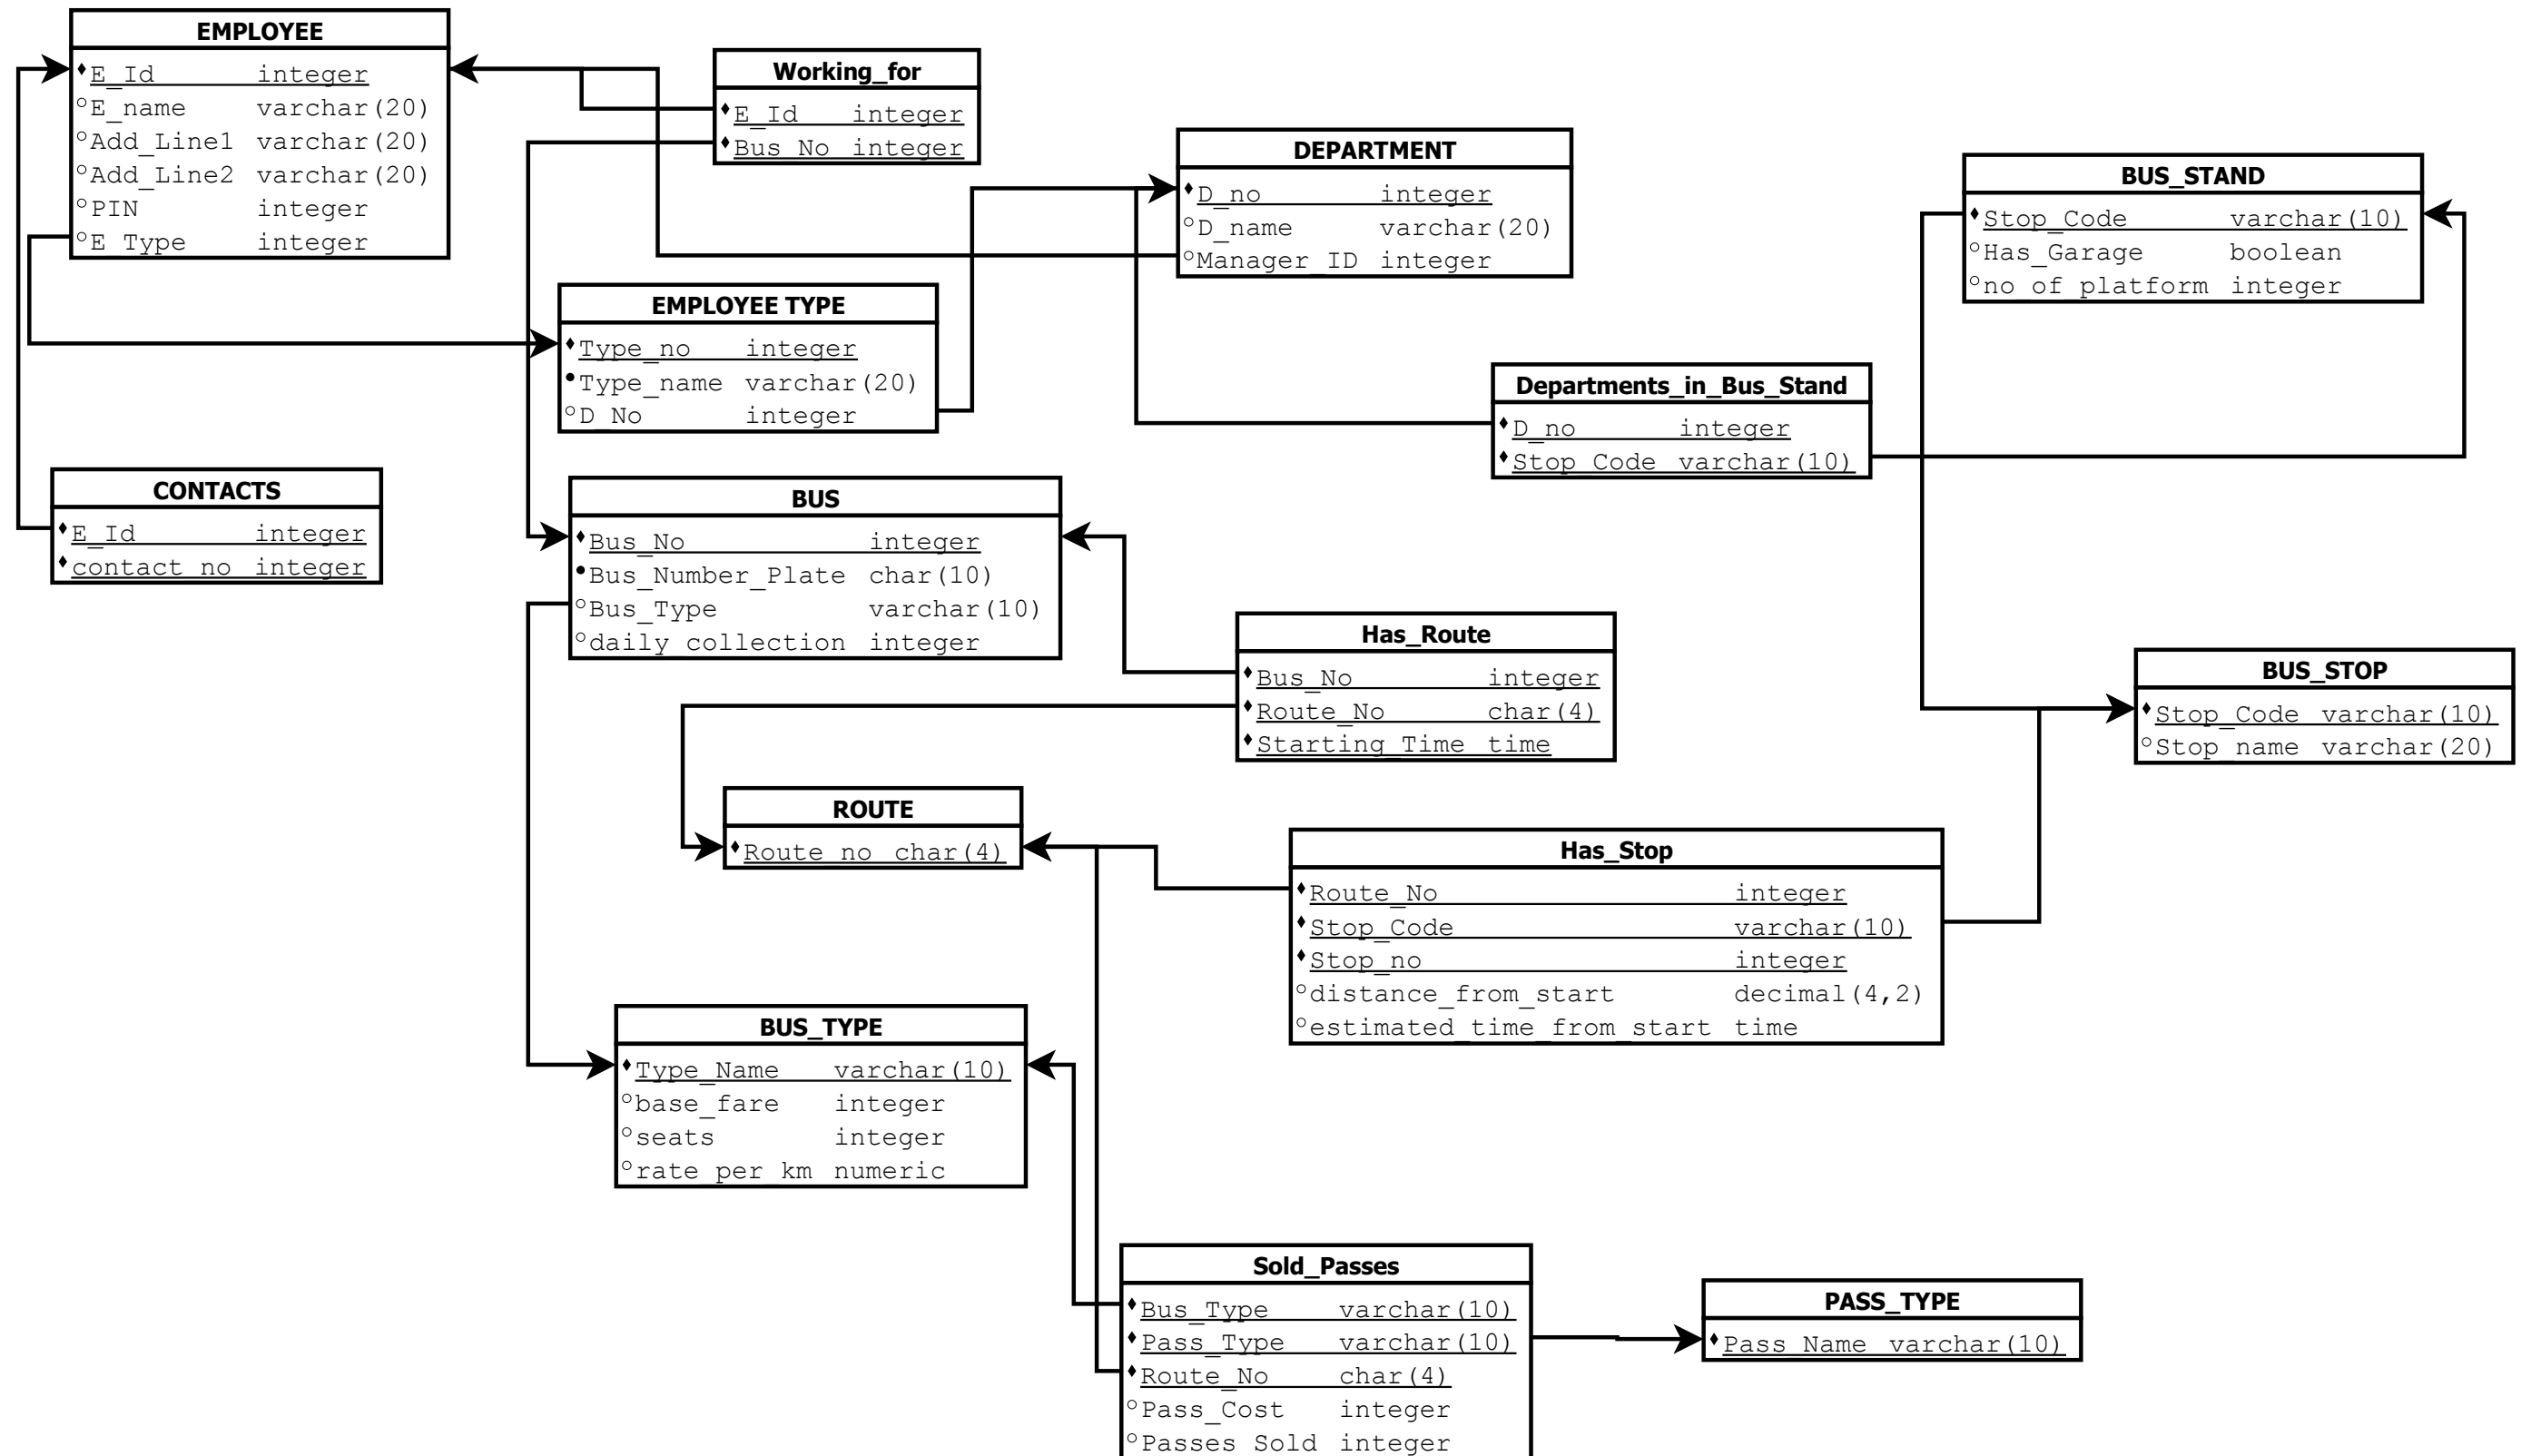 EMPLOYEE
E_Id integer
E_name varchar(20)
Add_Line1 varchar(20)
Add_Line2 varchar(20)
PIN integer
E_Type integer
Working_for
E_Id integer
Bus_No integer
DEPARTMENT
D_no integer
D_name varchar(20)
Manager_ID integer
BUS_STAND
Stop_Code varchar(10)
Has_Garage boolean
no_of_platform integer
EMPLOYEE TYPE
Type_no integer
Type_name varchar(20)
D_No integer
Departments_in_Bus_Stand
D_no integer
Stop_Code varchar(10)
CONTACTS
E_Id integer
contact_no integer
BUS
Bus_No integer
Bus_Number_Plate char(10)
Bus_Type varchar(10)
daily_collection integer
Has_Route
Bus_No integer
Route_No char(4)
Starting_Time time
BUS_STOP
Stop_Code varchar(10)
Stop_name varchar(20)
ROUTE
Route_no char(4)
Has_Stop
Route_No integer
Stop_Code varchar(10)
Stop_no integer
distance_from_start decimal(4,2)
estimated_time_from_start time
BUS_TYPE
Type_Name varchar(10)
base_fare integer
seats integer
rate_per_km numeric
Sold_Passes
Bus_Type varchar(10)
Pass_Type varchar(10)
Route_No char(4)
Pass_Cost integer
Passes_Sold integer
PASS_TYPE
Pass_Name varchar(10)